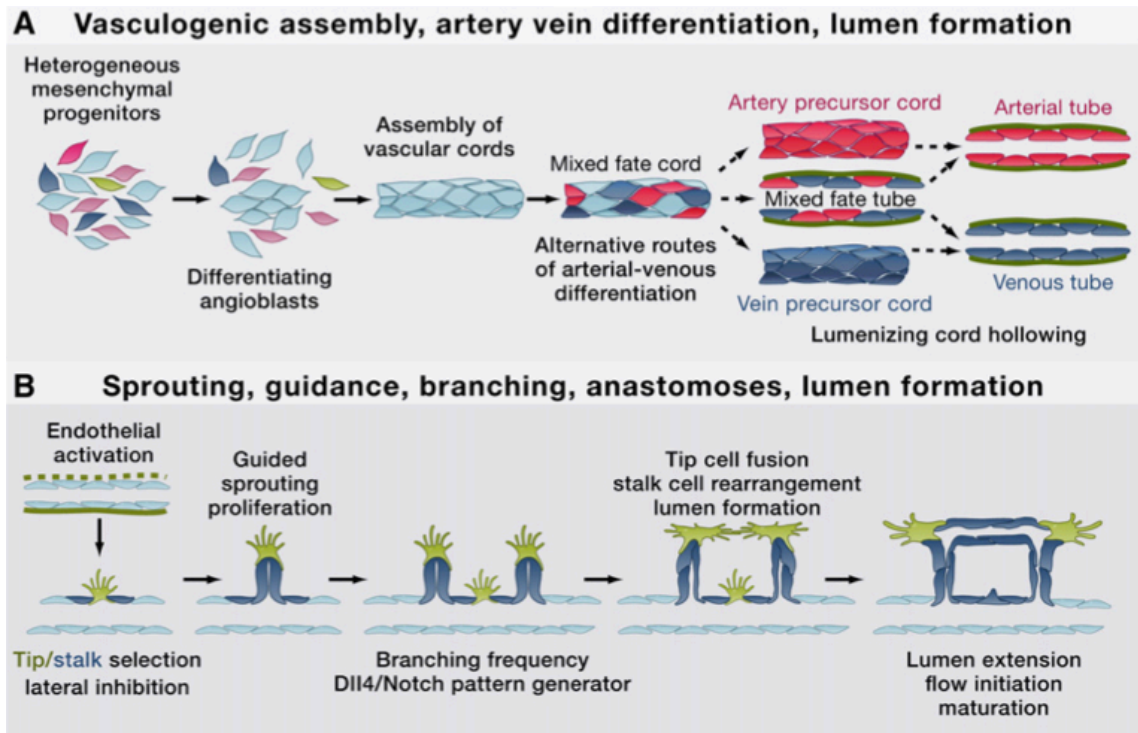 A Vasculogenic assembly, artery vein differentiation, lumen formation
Heterogeneous
mesenchymal
progenitors
Differentiating
angioblasts
Assembly of
vascular cords
Mixed fate cord
Alternative routes
of arterial-venous
differentiation
Artery precursor cord
Mixed fate tube
Vein precursor cord
Arterial tube
Venous tube
Lumenizing cord hollowing
B Sprouting, guidance, branching, anastomoses, lumen formation
Endothelial
activation
Tip/stalk selection
lateral inhibition
Guided
sprouting
proliferation
Branching frequency
Dll4/Notch pattern generator
Tip cell fusion
stalk cell rearrangement
lumen formation
Lumen extension
flow initiation
maturation